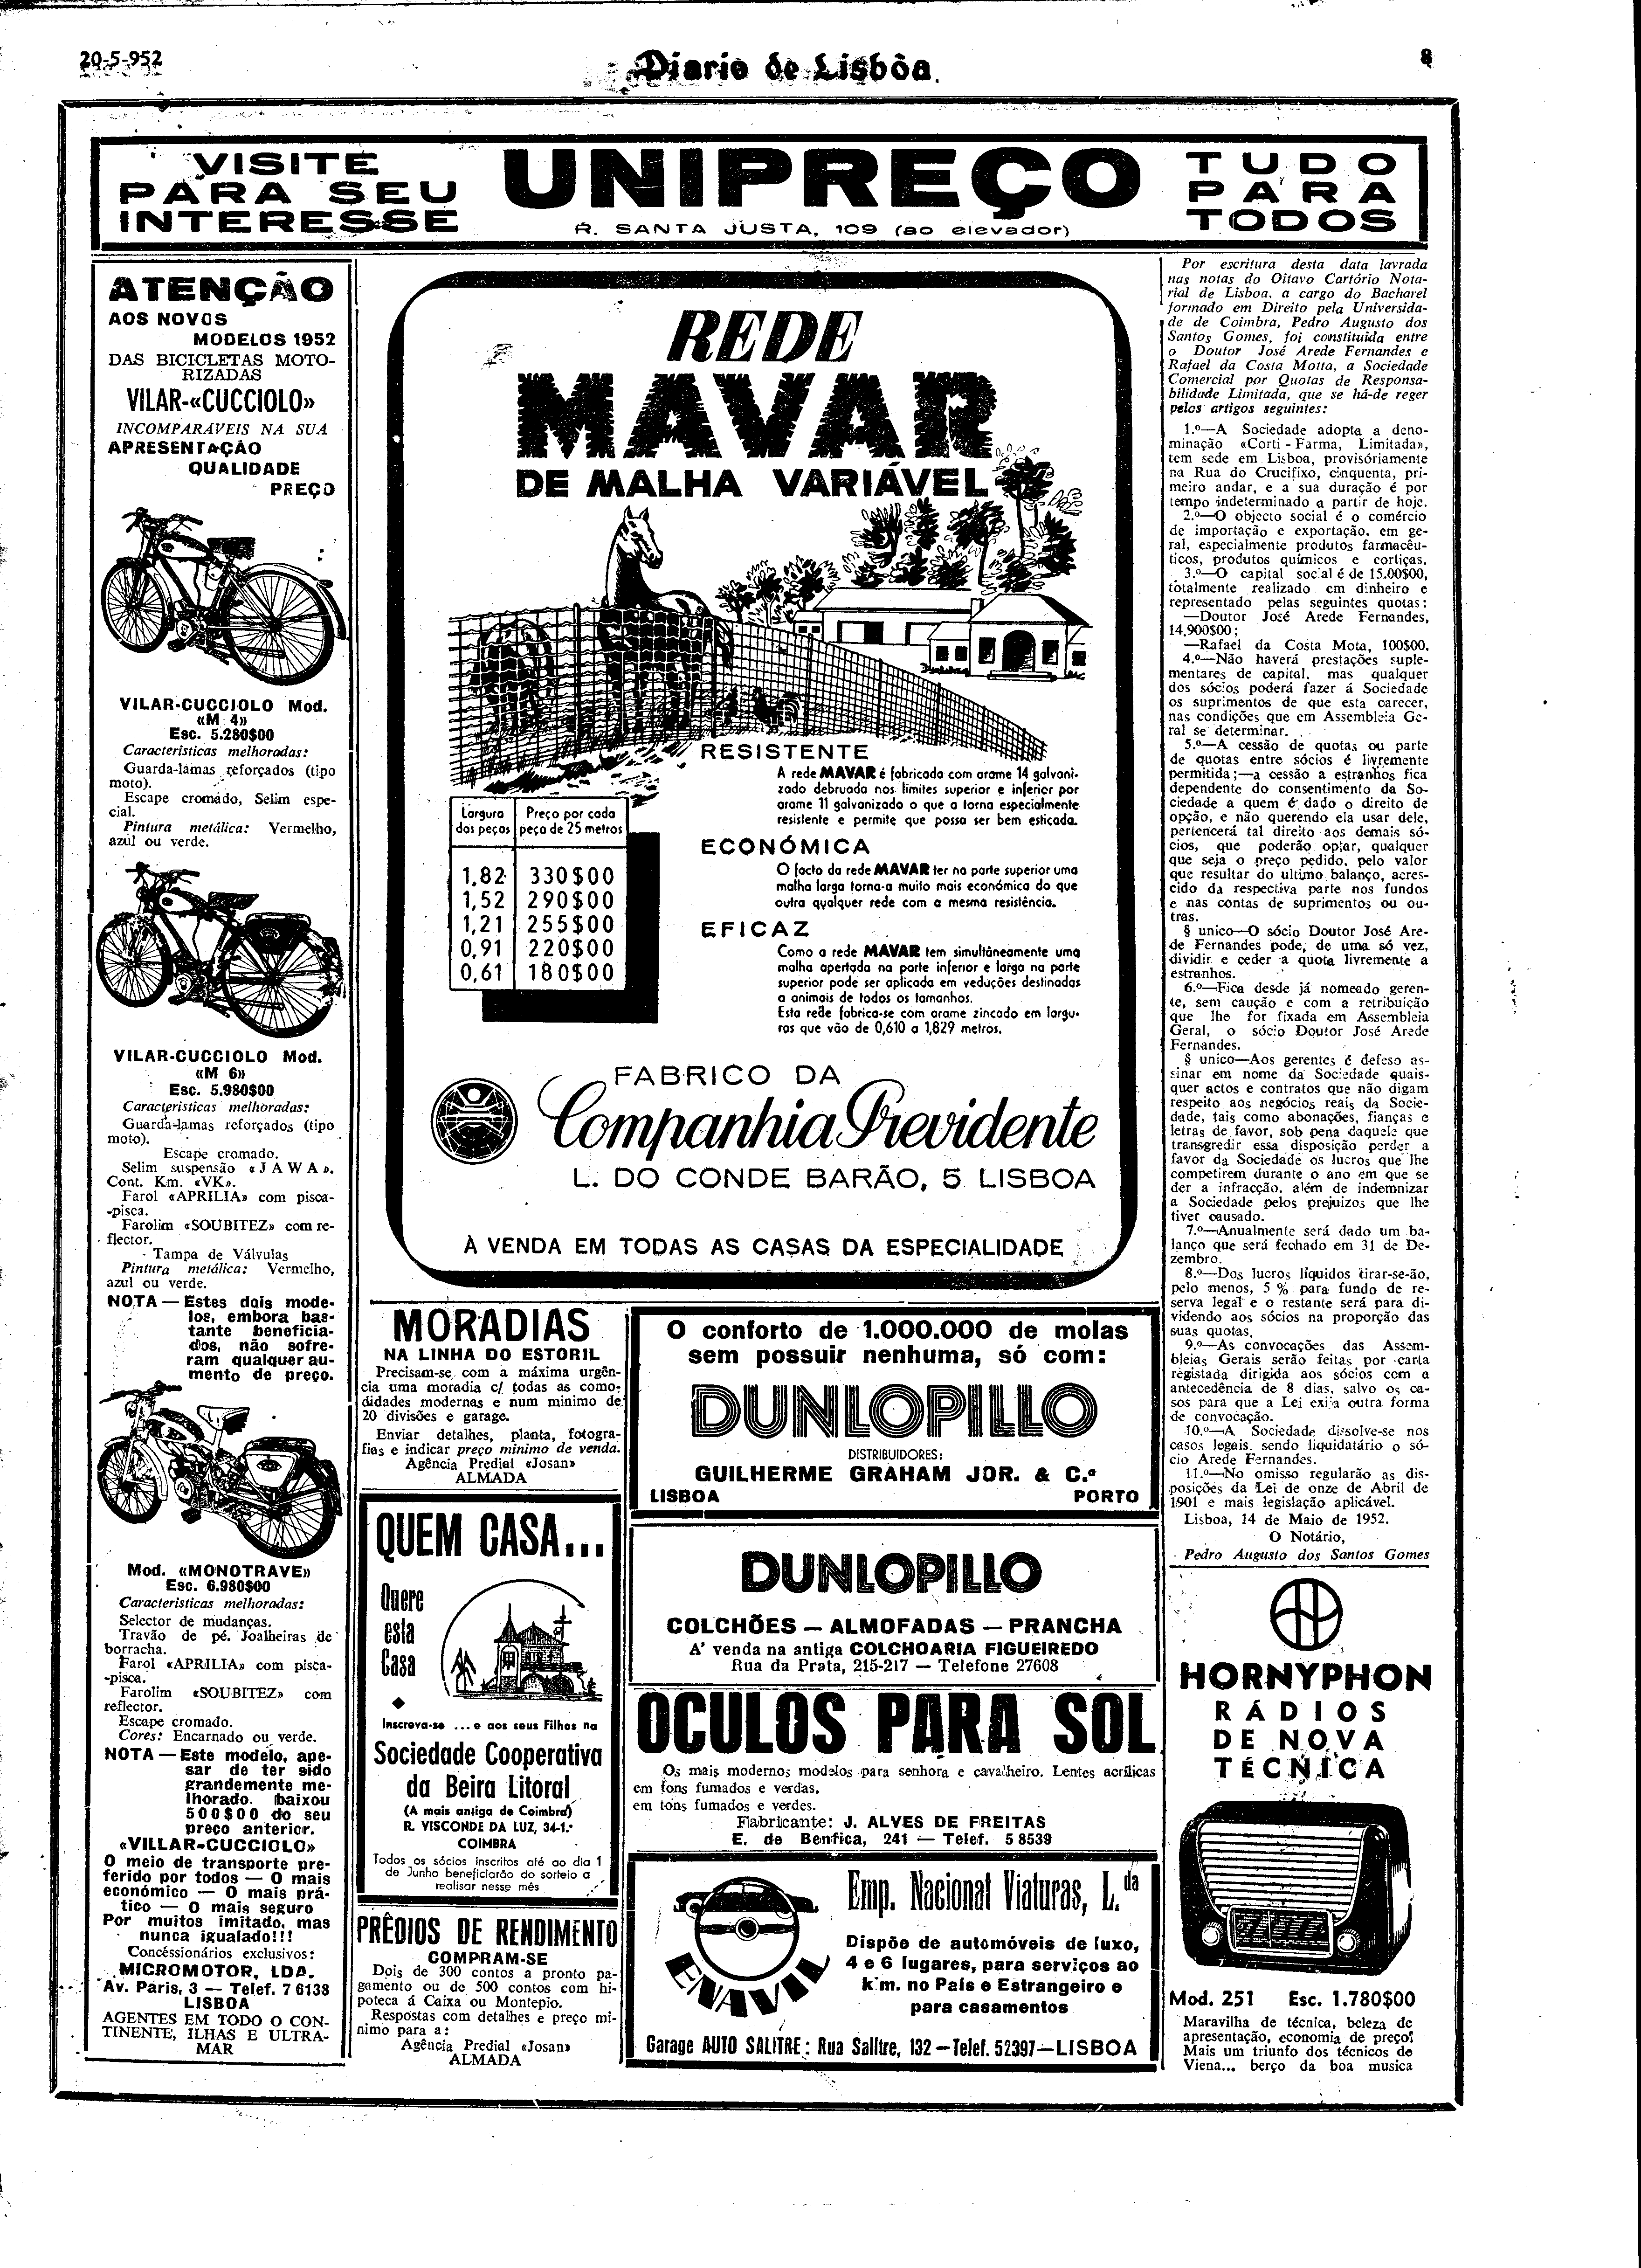 20-5-952
Diario de Lisbôa
8
VISITE
PARA SEU
INTERESSE
UNIPREÇO
R. SANTA JUSTA, 109 (ao elevador)
TUDO
PARA
TODOS
ATENÇÃO
AOS NOVOS
MODELOS 1952
DAS BICICLETAS MOTO-
RIZADAS
VILAR-«CUCCIOLO»
INCOMPARÁVEIS NA SUA
APRESENTAÇÃO
QUALIDADE
PREÇO
VILAR-CUCCIOLO Mod.
«M 4»
Esc. 5.280$00
Caracteristicas melhoradas:
Guarda-lamas reforçados (tipo
moto).
Escape cromado, Selim espe-
cial.
Pintura metálica: Vermelho,
azul ou verde.
VILAR-CUCCIOLO Mod.
«M 6»
Esc. 5.980$00
Caracteristicas melhoradas:
Guarda-lamas reforçados (tipo
moto).
Escape cromado.
Selim suspensão «JAWA».
Cont. Km. «VK».
Farol «APRILIA» com pisca-
-pisca.
Farolim «SOUBITEZ» com re-
flector.
Tampa de Válvulas
Pintura metálica: Vermelho,
azul ou verde.
NOTA — Estes dois mode-
los, embora bas-
tante beneficia-
dos, não sofre-
ram qualquer au-
mento de preço.
Mod. «MONOTRAVE»
Esc. 6.980$00
Caracteristicas melhoradas:
Selector de mudanças.
Travão de pé. Joalheiras de
borracha.
Farol «APRILIA» com pisca-
-pisca.
Farolim «SOUBITEZ» com
reflector.
Escape cromado.
Cores: Encarnado ou verde.
NOTA — Este modelo, ape-
sar de ter sido
grandemente me-
lhorado, baixou
500$00 do seu
preço anterior.
«VILLAR-CUCCIOLO»
O meio de transporte pre-
ferido por todos — O mais
económico — O mais prá-
tico — O mais seguro
Por muitos imitado, mas
nunca igualado!!!
Concéssionários exclusivos:
MICROMOTOR, LDA.
Av. Paris, 3 — Telef. 7 6138
LISBOA
AGENTES EM TODO O CON-
TINENTE, ILHAS E ULTRA-
MAR
REDE
MAVAR
DE MALHA VARIÁVEL
RESISTENTE
A rede MAVAR é fabricada com arame 14 galvani-
zado debruada nos limites superior e inferior por
arame 11 galvanizado o que a torna especialmente
resistente e permite que possa ser bem esticada.
ECONÓMICA
O facto da rede MAVAR ter na parte superior uma
malha larga torna-a muito mais económica do que
outra qualquer rede com a mesma resistência.
EFICAZ
Como a rede MAVAR tem simultâneamente uma
malha apertada na parte inferior e larga na parte
superior pode ser aplicada em veduções destinadas
a animais de todos os tamanhos.
Esta rede fabrica-se com arame zincado em largu-
ras que vão de 0,610 a 1,829 metros.
Largura das peças | Preço por cada peça de 25 metros
1,82 330$00
1,52 290$00
1,21 255$00
0,91 220$00
0,61 180$00
FABRICO DA
Companhia Previdente
L. DO CONDE BARÃO, 5 LISBOA
À VENDA EM TODAS AS CASAS DA ESPECIALIDADE
MORADIAS
NA LINHA DO ESTORIL
Precisam-se com a máxima urgên-
cia uma moradia c/ todas as como-
didades modernas e num minimo de
20 divisões e garage.
Enviar detalhes, planta, fotogra-
fias e indicar preço minimo de venda.
Agência Predial «Josan»
ALMADA
QUEM CASA...
Quere
esta
Casa
Inscreva-se ... e aos seus Filhos na
Sociedade Cooperativa
da Beira Litoral
(A mais antiga de Coimbra)
R. VISCONDE DA LUZ, 34-1.º
COIMBRA
Todos os sócios inscritos até ao dia 1
de Junho beneficiarão do sorteio a
realisar nesse mês
PRÉDIOS DE RENDIMENTO
COMPRAM-SE
Dois de 300 contos a pronto pa-
gamento ou de 500 contos com hi-
poteca á Caixa ou Montepio.
Respostas com detalhes e preço mi-
nimo para a:
Agência Predial «Josan»
ALMADA
O conforto de 1.000.000 de molas
sem possuir nenhuma, só com:
DUNLOPILLO
DISTRIBUIDORES:
GUILHERME GRAHAM JOR. & C.ª
LISBOA PORTO
DUNLOPILLO
COLCHÕES — ALMOFADAS — PRANCHA
A' venda na antiga COLCHOARIA FIGUEIREDO
Rua da Prata, 215-217 — Telefone 27608
OCULOS PARA SOL
Os mais modernos modelos para senhora e cavalheiro. Lentes acrílicas
em tons fumados e verdas.
em tons fumados e verdes.
Fabricante: J. ALVES DE FREITAS
E. de Benfica, 241 — Telef. 5 8539
ENAVIL
Emp. Nacional Viaturas, L.da
Dispõe de automóveis de luxo,
4 e 6 lugares, para serviços ao
km. no País e Estrangeiro e
para casamentos
Garage AUTO SALITRE: Rua Salitre, 132 — Telef. 52397 — LISBOA
Por escritura desta data lavrada
nas notas do Oitavo Cartório Nota-
rial de Lisboa, a cargo do Bacharel
formado em Direito pela Universida-
de de Coimbra, Pedro Augusto dos
Santos Gomes, foi constituida entre
o Doutor José Arede Fernandes e
Rafael da Costa Motta, a Sociedade
Comercial por Quotas de Responsa-
bilidade Limitada, que se há-de reger
pelos artigos seguintes:
1.º—A Sociedade adopta a deno-
minação «Corti - Farma, Limitada»,
tem sede em Lisboa, provisóriamente
na Rua do Crucifixo, cinquenta, pri-
meiro andar, e a sua duração é por
tempo indeterminado a partir de hoje.
2.º—O objecto social é o comércio
de importação e exportação, em ge-
ral, especialmente produtos farmacêu-
ticos, produtos químicos e cortiças.
3.º—O capital social é de 15.00$00,
totalmente realizado em dinheiro e
representado pelas seguintes quotas:
—Doutor José Arede Fernandes,
14,900$00;
—Rafael da Costa Mota, 100$00.
4.º—Não haverá prestações suple-
mentares de capital, mas qualquer
dos sócios poderá fazer á Sociedade
os suprimentos de que esta carecer,
nas condições que em Assembleia Ge-
ral se determinar.
5.º—A cessão de quotas ou parte
de quotas entre sócios é livremente
permitida;—a cessão a estranhos fica
dependente do consentimento da So-
ciedade a quem é dado o direito de
opção, e não querendo ela usar dele,
pertencerá tal direito aos demais só-
cios, que poderão optar, qualquer
que seja o preço pedido, pelo valor
que resultar do ultimo balanço, acres-
cido da respectiva parte nos fundos
e nas contas de suprimentos ou ou-
tras.
§ unico—O sócio Doutor José Are-
de Fernandes pode, de uma só vez,
dividir e ceder a quota livremente a
estranhos.
6.º—Fica desde já nomeado geren-
te, sem caução e com a retribuição
que lhe for fixada em Assembleia
Geral, o sócio Doutor José Arede
Fernandes.
§ unico—Aos gerentes é defeso as-
sinar em nome da Sociedade quais-
quer actos e contratos que não digam
respeito aos negócios reais da Socie-
dade, tais como abonações, fianças e
letras de favor, sob pena daquele que
transgredir essa disposição perder a
favor da Sociedade os lucros que lhe
competirem durante o ano em que se
der a infracção, além de indemnizar
a Sociedade pelos prejuizos que lhe
tiver causado.
7.º—Anualmente será dado um ba-
lanço que será fechado em 31 de De-
zembro.
8.º—Dos lucros líquidos tirar-se-ão,
pelo menos, 5 % para fundo de re-
serva legal e o restante será para di-
videndo aos sócios na proporção das
suas quotas.
9.º—As convocações das Assem-
bleias Gerais serão feitas por carta
registada dirigida aos sócios com a
antecedência de 8 dias, salvo os ca-
sos para que a Lei exija outra forma
de convocação.
10.º—A Sociedade dissolve-se nos
casos legais, sendo liquidatário o só-
cio Arede Fernandes.
11.º—No omisso regularão as dis-
posições da Lei de onze de Abril de
1901 e mais legislação aplicável.
Lisboa, 14 de Maio de 1952.
O Notário,
Pedro Augusto dos Santos Gomes
HORNYPHON
RÁDIOS
DE NOVA
TÉCNICA
Mod. 251 Esc. 1.780$00
Maravilha de técnica, beleza de
apresentação, economia de preço!
Mais um triunfo dos técnicos de
Viena... berço da boa musica